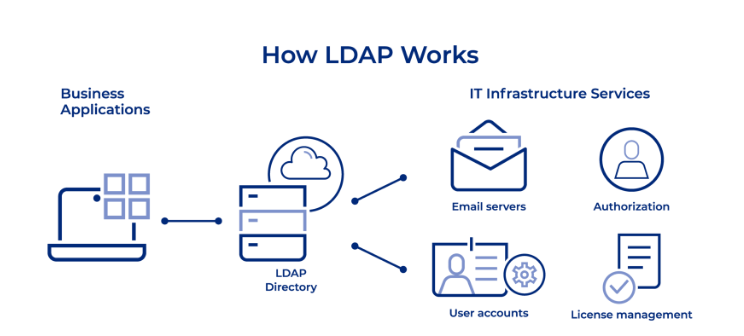 How LDAP Works
Business
Applications
IT Infrastructure Services
LDAP
Directory
Email servers
Authorization
User accounts
License management